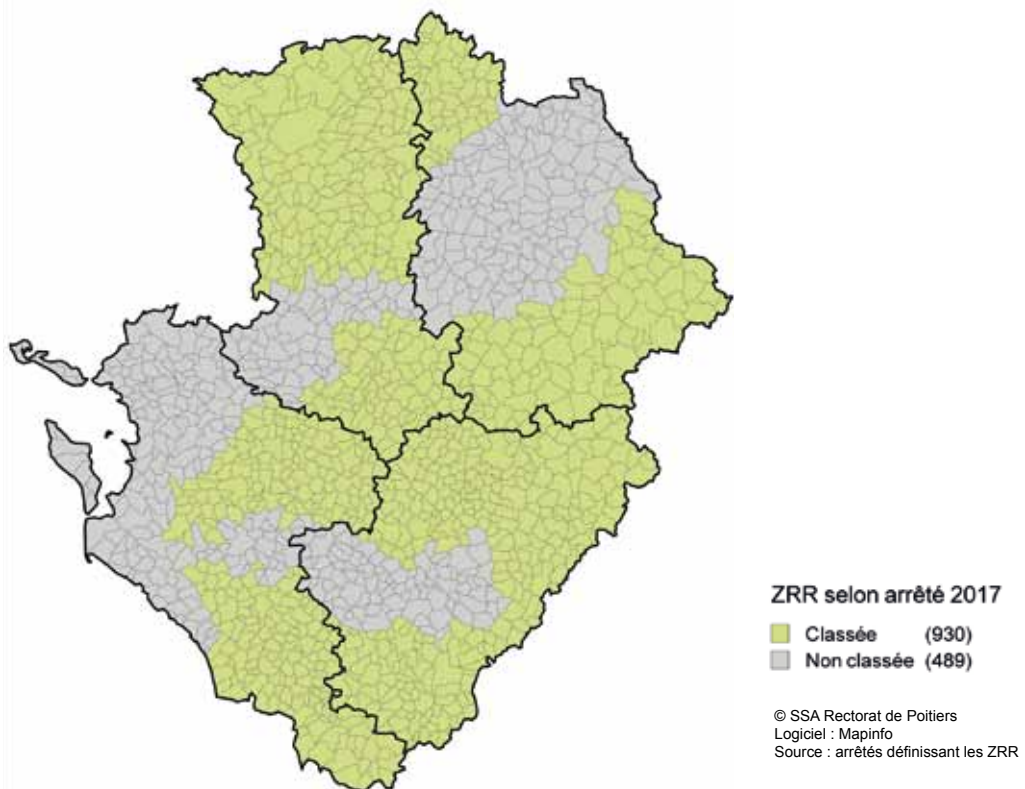 ZRR selon arrêté 2017
Classée (930)
Non classée (489)
© SSA Rectorat de Poitiers
Logiciel : Mapinfo
Source : arrêtés définissant les ZRR